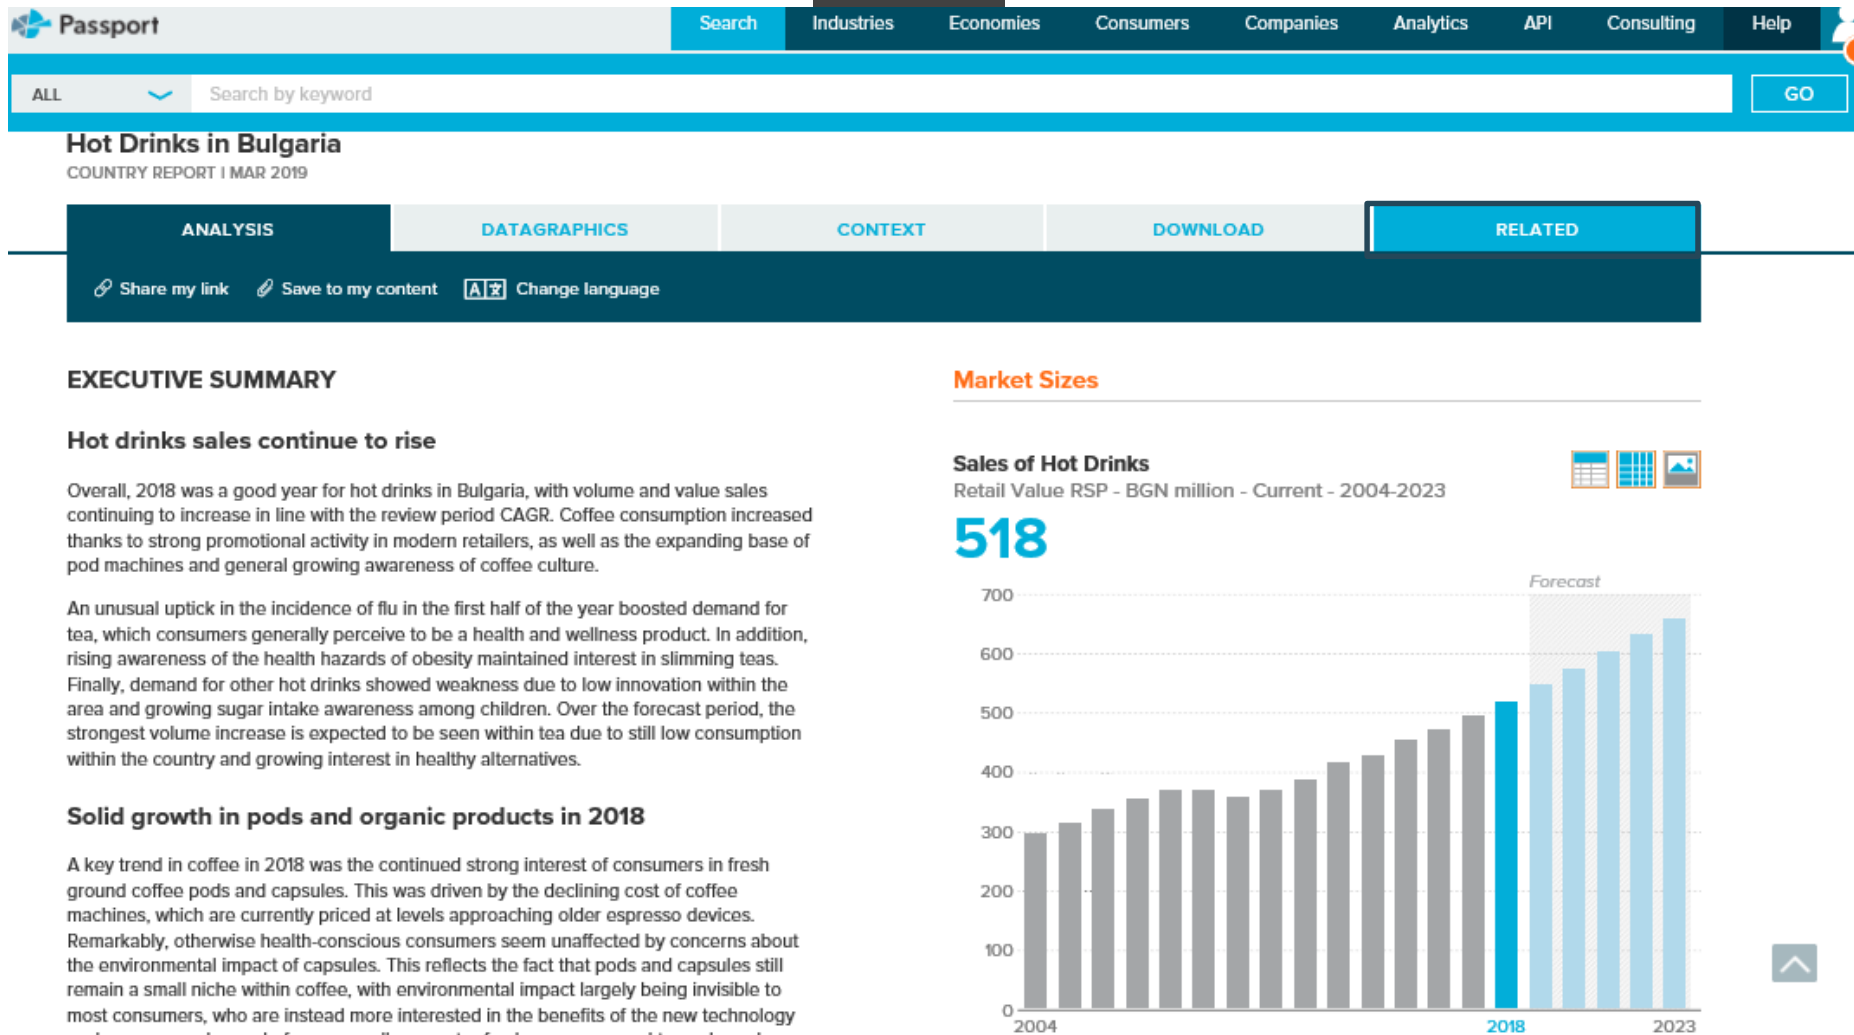 Passport
Search
Industries
Economies
Consumers
Companies
Analytics
API
Consulting
Help
ALL
Search by keyword
GO
Hot Drinks in Bulgaria
COUNTRY REPORT I MAR 2019
ANALYSIS
DATAGRAPHICS
CONTEXT
DOWNLOAD
RELATED
Share my link
Save to my content
Change language
EXECUTIVE SUMMARY
Hot drinks sales continue to rise
Overall, 2018 was a good year for hot drinks in Bulgaria, with volume and value sales
continuing to increase in line with the review period CAGR. Coffee consumption increased
thanks to strong promotional activity in modern retailers, as well as the expanding base of
pod machines and general growing awareness of coffee culture.
An unusual uptick in the incidence of flu in the first half of the year boosted demand for
tea, which consumers generally perceive to be a health and wellness product. In addition,
rising awareness of the health hazards of obesity maintained interest in slimming teas.
Finally, demand for other hot drinks showed weakness due to low innovation within the
area and growing sugar intake awareness among children. Over the forecast period, the
strongest volume increase is expected to be seen within tea due to still low consumption
within the country and growing interest in healthy alternatives.
Solid growth in pods and organic products in 2018
A key trend in coffee in 2018 was the continued strong interest of consumers in fresh
ground coffee pods and capsules. This was driven by the declining cost of coffee
machines, which are currently priced at levels approaching older espresso devices.
Remarkably, otherwise health-conscious consumers seem unaffected by concerns about
the environmental impact of capsules. This reflects the fact that pods and capsules still
remain a small niche within coffee, with environmental impact largely being invisible to
most consumers, who are instead more interested in the benefits of the new technology
Market Sizes
Sales of Hot Drinks
Retail Value RSP - BGN million - Current - 2004-2023
518
Forecast
700
600
500
400
300
200
100
0
2004
2018
2023